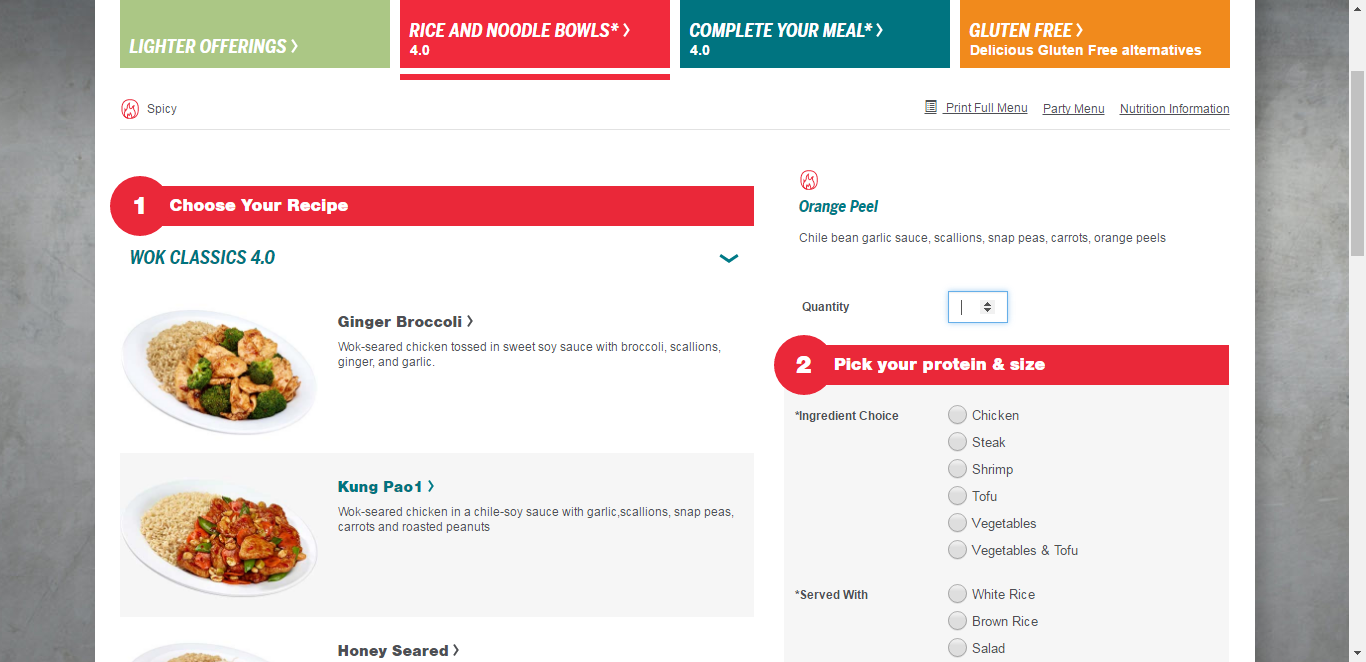 LIGHTER OFFERINGS >
RICE AND NOODLE BOWLS* >
4.0
COMPLETE YOUR MEAL* >
4.0
GLUTEN FREE >
Delicious Gluten Free alternatives
Spicy
Print Full Menu
Party Menu
Nutrition Information
1 Choose Your Recipe
WOK CLASSICS 4.0
Ginger Broccoli >
Wok-seared chicken tossed in sweet soy sauce with broccoli, scallions,
ginger, and garlic.
Kung Pao1 >
Wok-seared chicken in a chile-soy sauce with garlic,scallions, snap peas,
carrots and roasted peanuts
Honey Seared >
Orange Peel
Chile bean garlic sauce, scallions, snap peas, carrots, orange peels
Quantity
2 Pick your protein & size
*Ingredient Choice
Chicken
Steak
Shrimp
Tofu
Vegetables
Vegetables & Tofu
*Served With
White Rice
Brown Rice
Salad